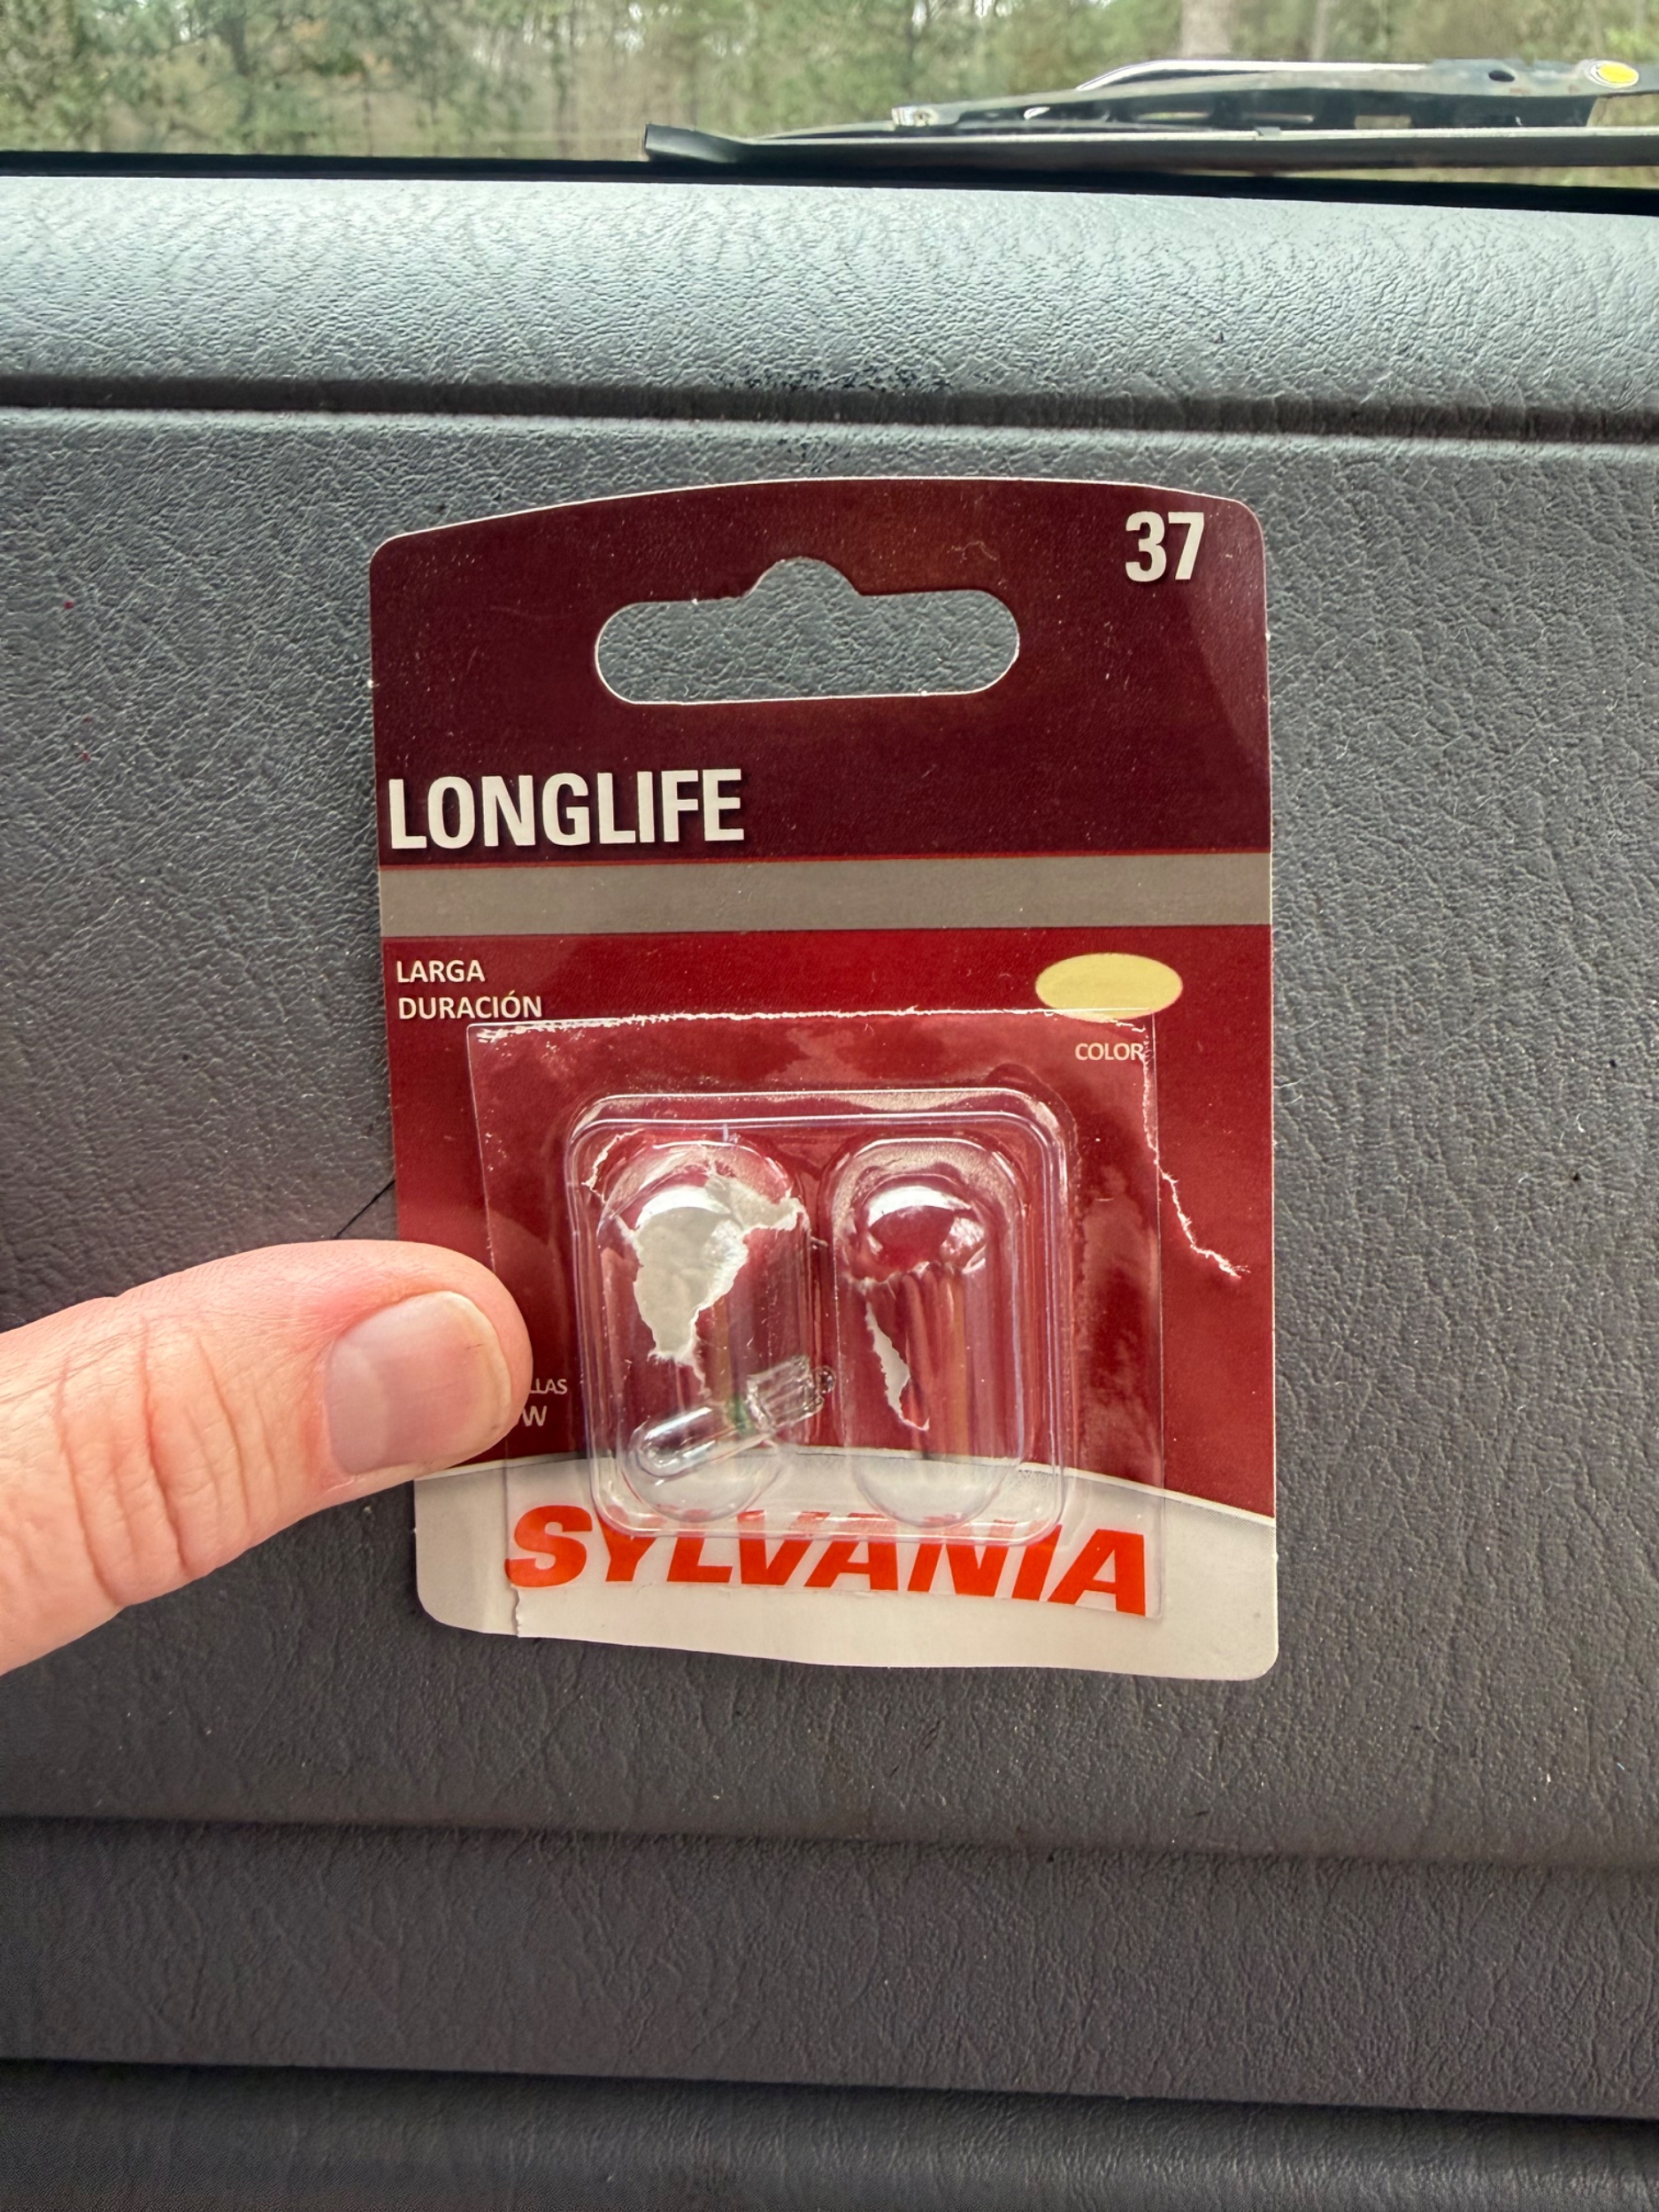 37
LONGLIFE
LARGA
DURACIÓN
COLOR
SYLVANIA